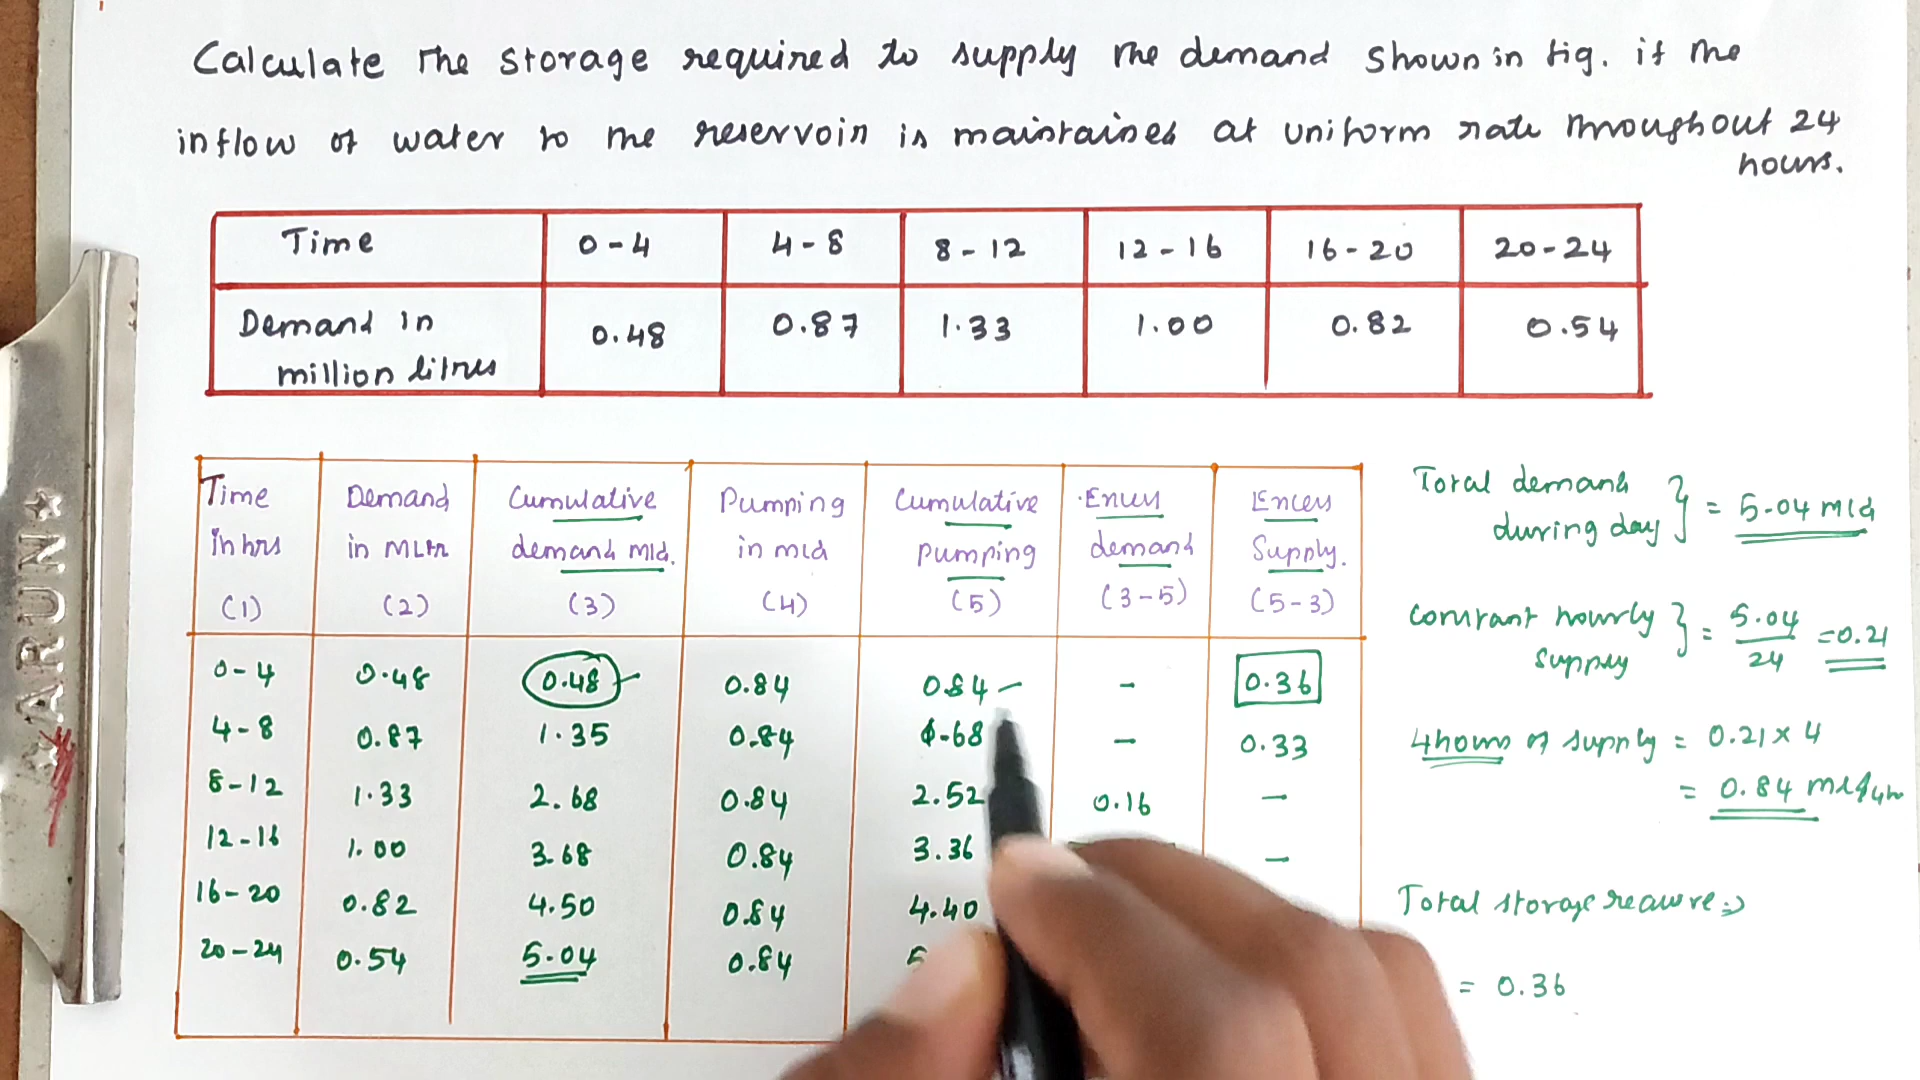 Calculate the storage required to supply the demand shown in fig. if the
inflow of water to the reservoir is maintained at uniform rate throughout 24
hours.
Time 0-4 4-8 8-12 12-16 16-20 20-24
Demand in
million litres 0.48 0.87 1.33 1.00 0.82 0.54
Time Demand Cumulative Pumping Cumulative Excess Excess
in hrs in MLtr demand mld. in mld pumping demand Supply.
(1) (2) (3) (4) (5) (3-5) (5-3)
0-4 0.48 0.48 0.84 0.84 - - 0.36
4-8 0.87 1.35 0.84 1.68 - 0.33
8-12 1.33 2.68 0.84 2.52 0.16 -
12-16 1.00 3.68 0.84 3.36 -
16-20 0.82 4.50 0.84 4.40
20-24 0.54 5.04 0.84 5
Total demand
during day } = 5.04 mld
constant hourly
supply } = 5.04/24 = 0.21
4 hours of supply = 0.21 x 4
= 0.84
Total storage
= 0.36
ARUN